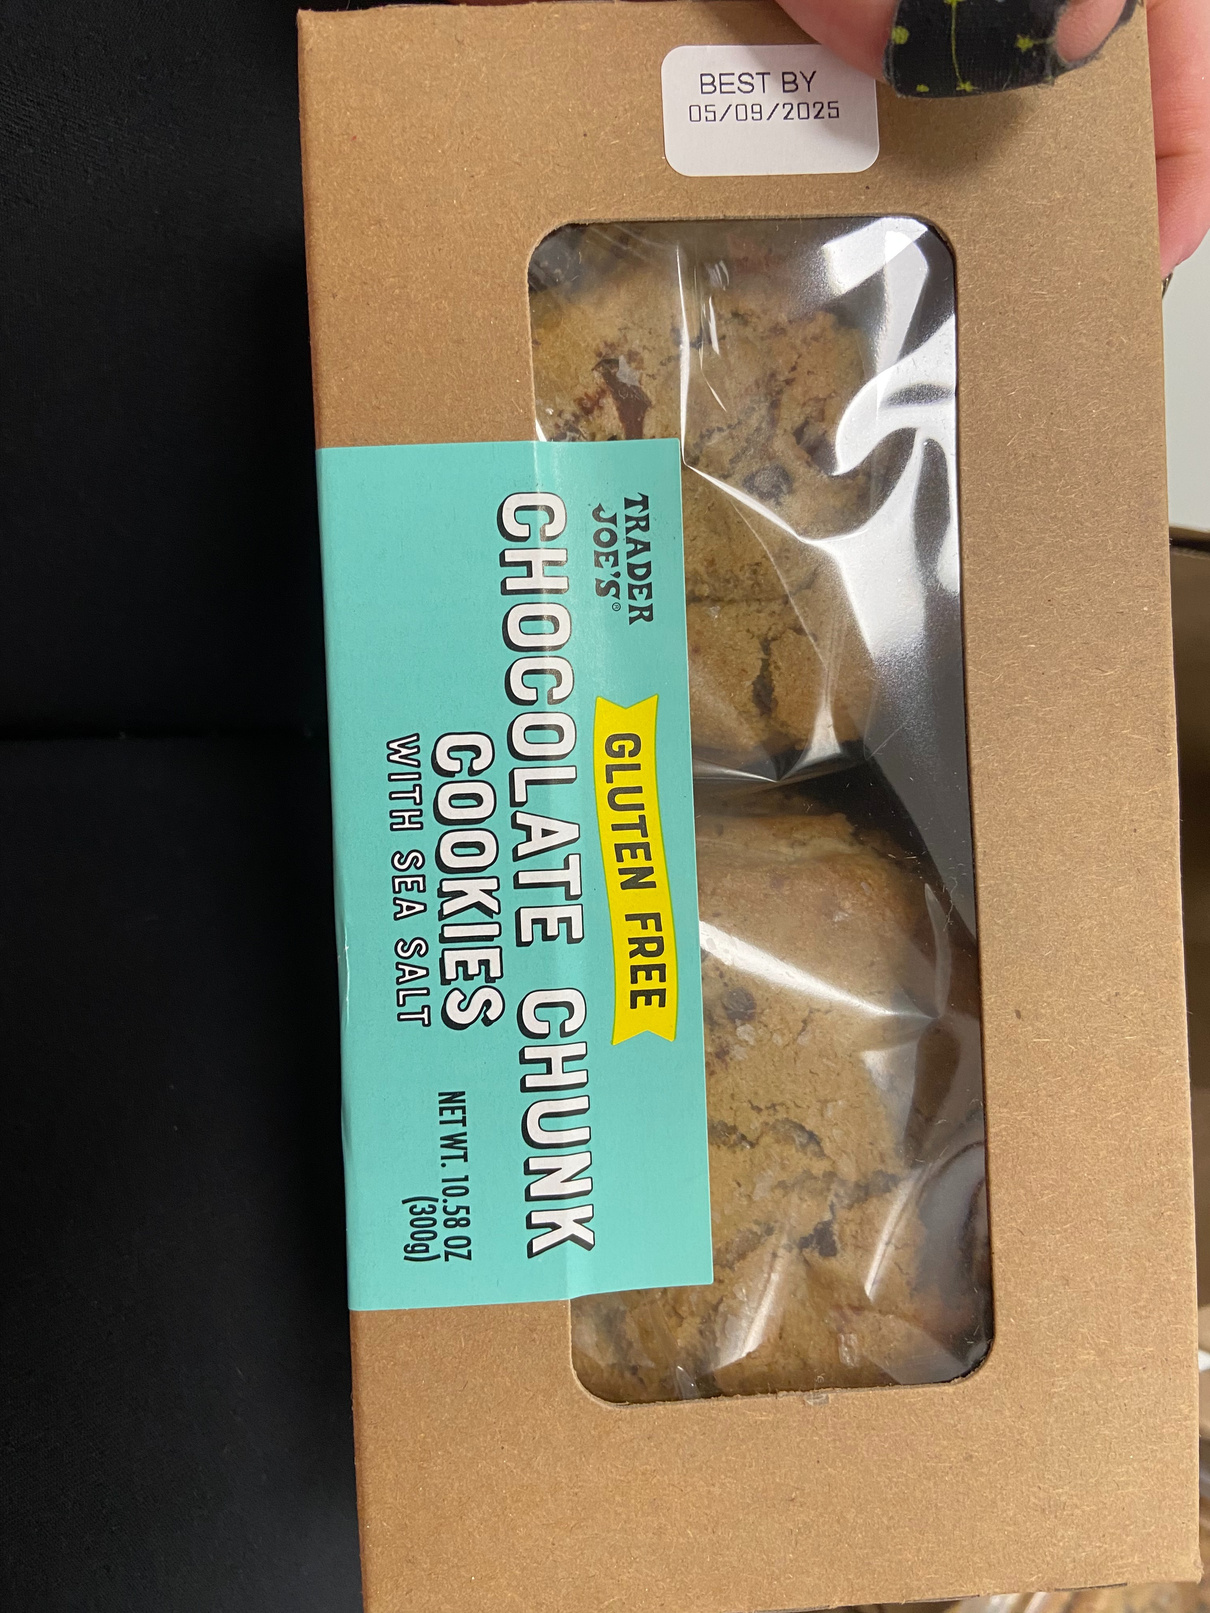 BEST BY
05/09/2025
TRADER
JOE'S®
GLUTEN FREE
CHOCOLATE CHUNK
COOKIES
WITH SEA SALT
NET WT. 10.58 OZ
(300g)